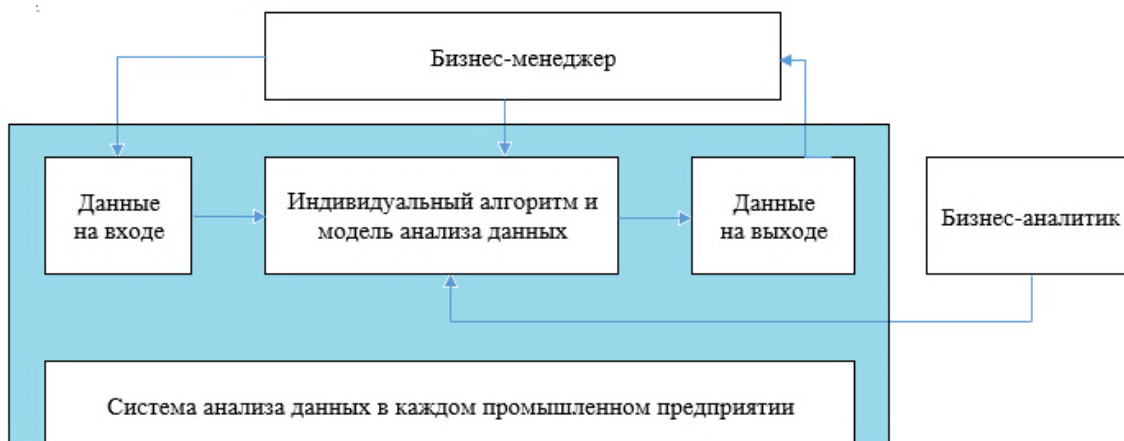 Бизнес-менеджер
Данные
на входе
Индивидуальный алгоритм и
модель анализа данных
Данные
на выходе
Бизнес-аналитик
Система анализа данных в каждом промышленном предприятии